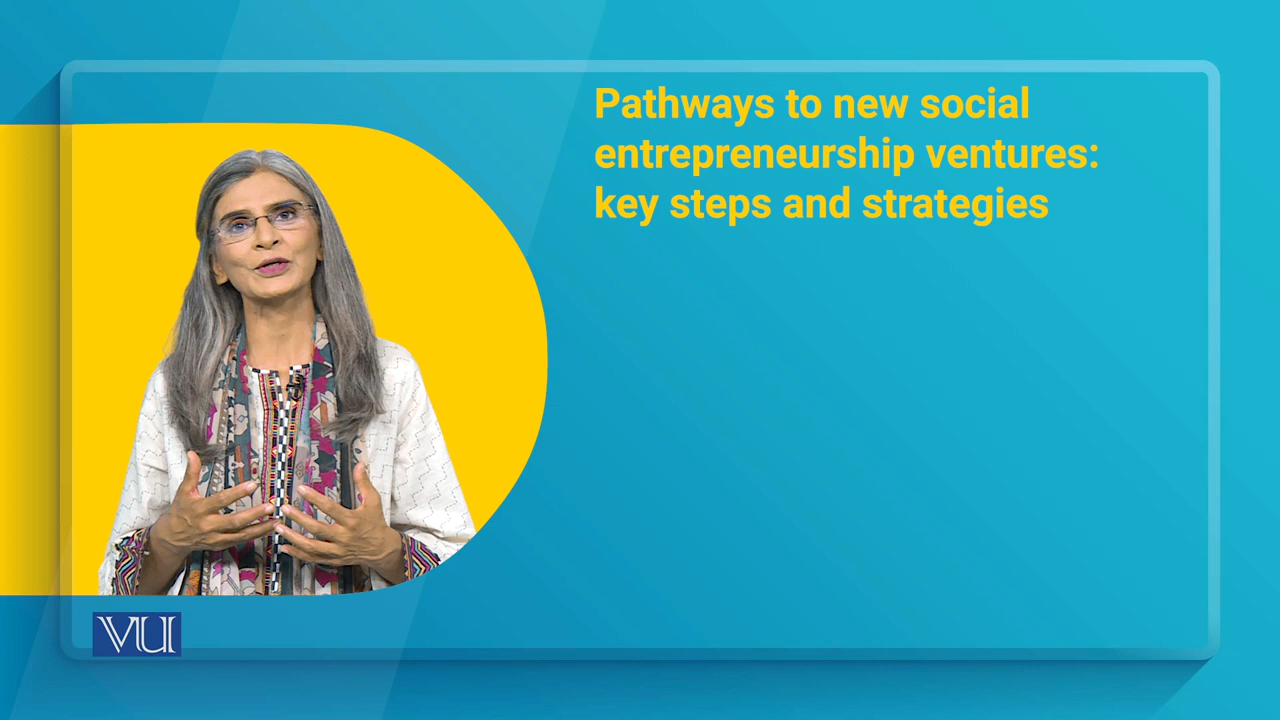 Pathways to new social
entrepreneurship ventures:
key steps and strategies
VU